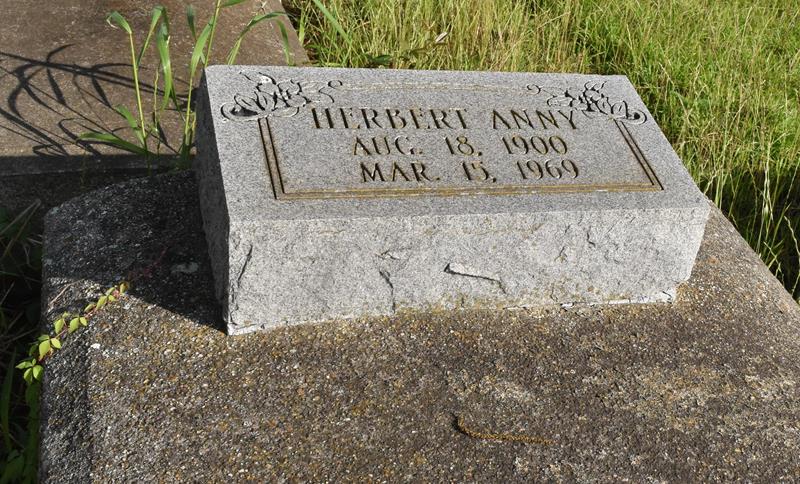 HERBERT ANNY
AUG. 18, 1900
MAR. 15, 1969